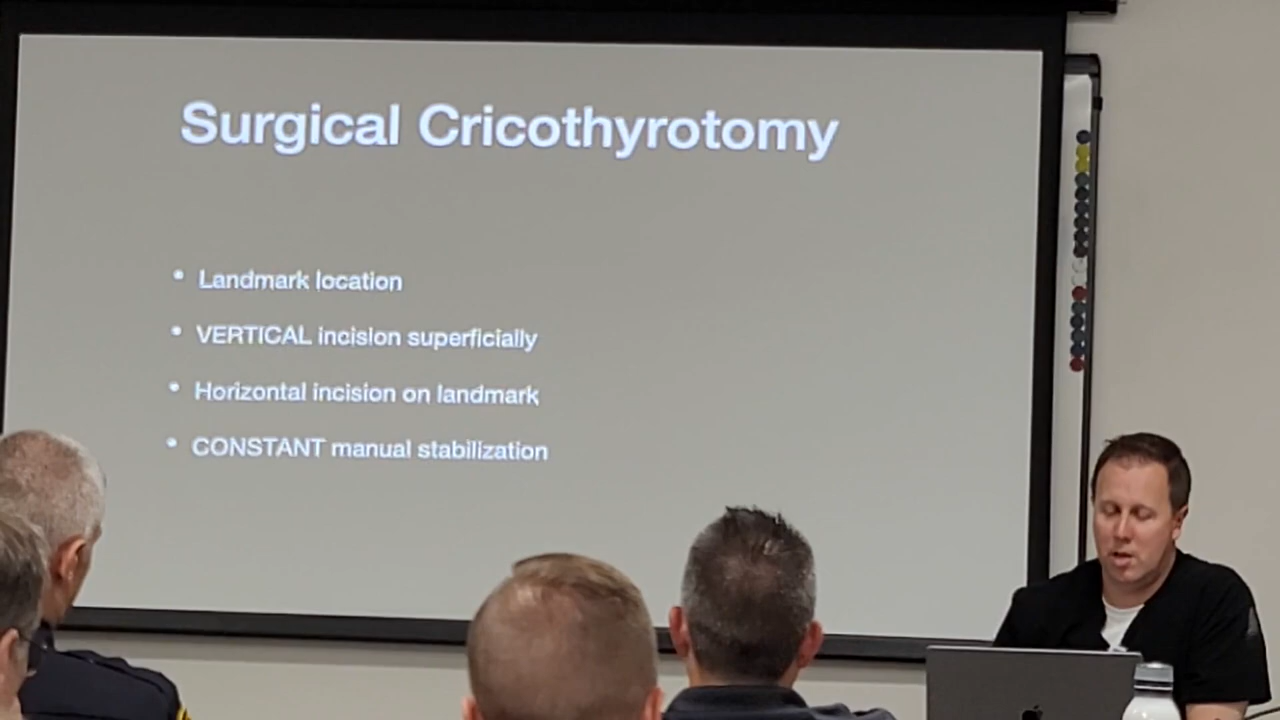 Surgical Cricothyrotomy
• Landmark location
• VERTICAL incision superficially
• Horizontal incision on landmark
• CONSTANT manual stabilization